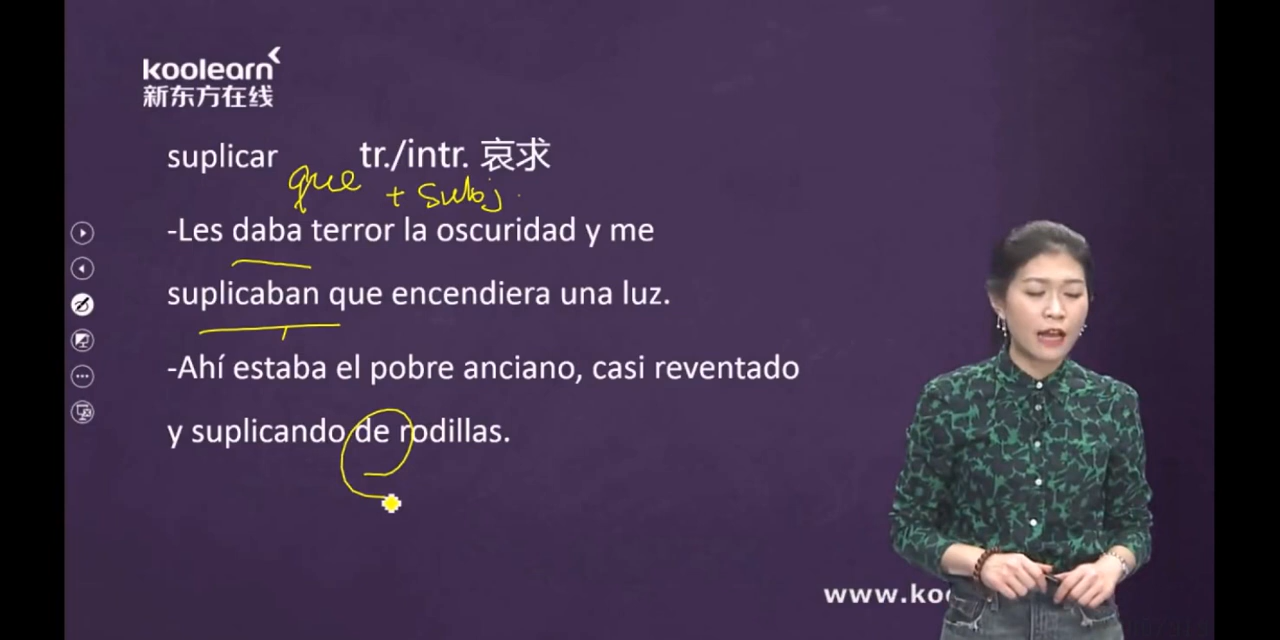 koolearn
新东方在线
suplicar tr./intr. 哀求
que + subj.
-Les daba terror la oscuridad y me
suplicaban que encendiera una luz.
-Ahí estaba el pobre anciano, casi reventado
y suplicando de rodillas.
www.koo